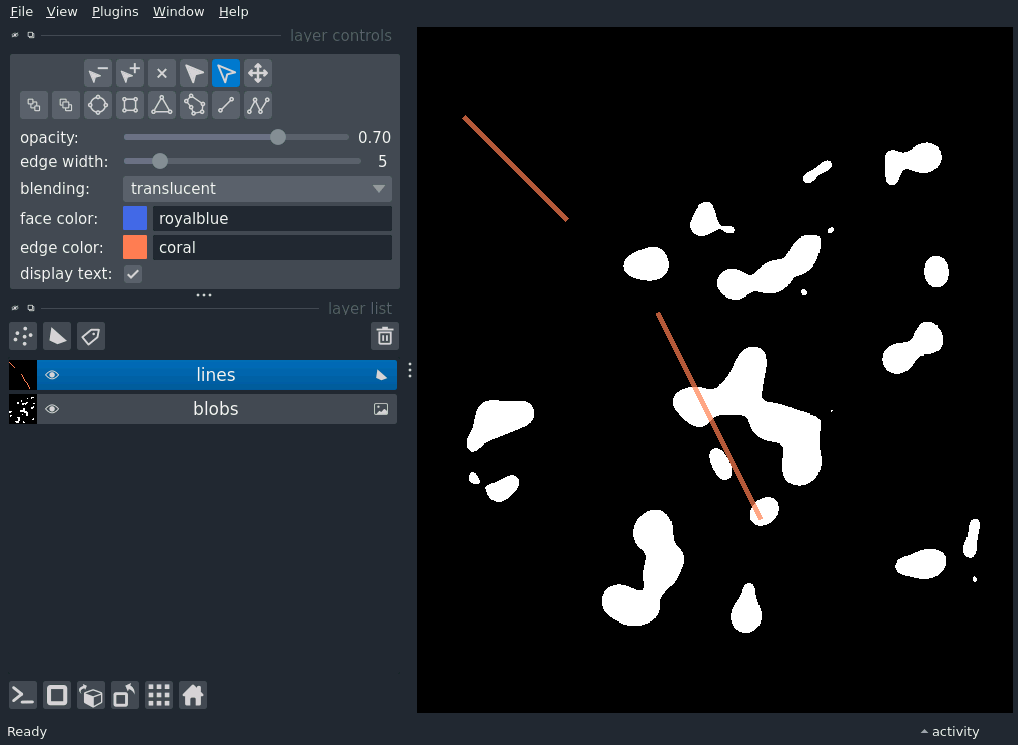 File View Plugins Window Help
layer controls
opacity: 0.70
edge width: 5
blending: translucent
face color: royalblue
edge color: coral
display text:
layer list
lines
blobs
Ready activity